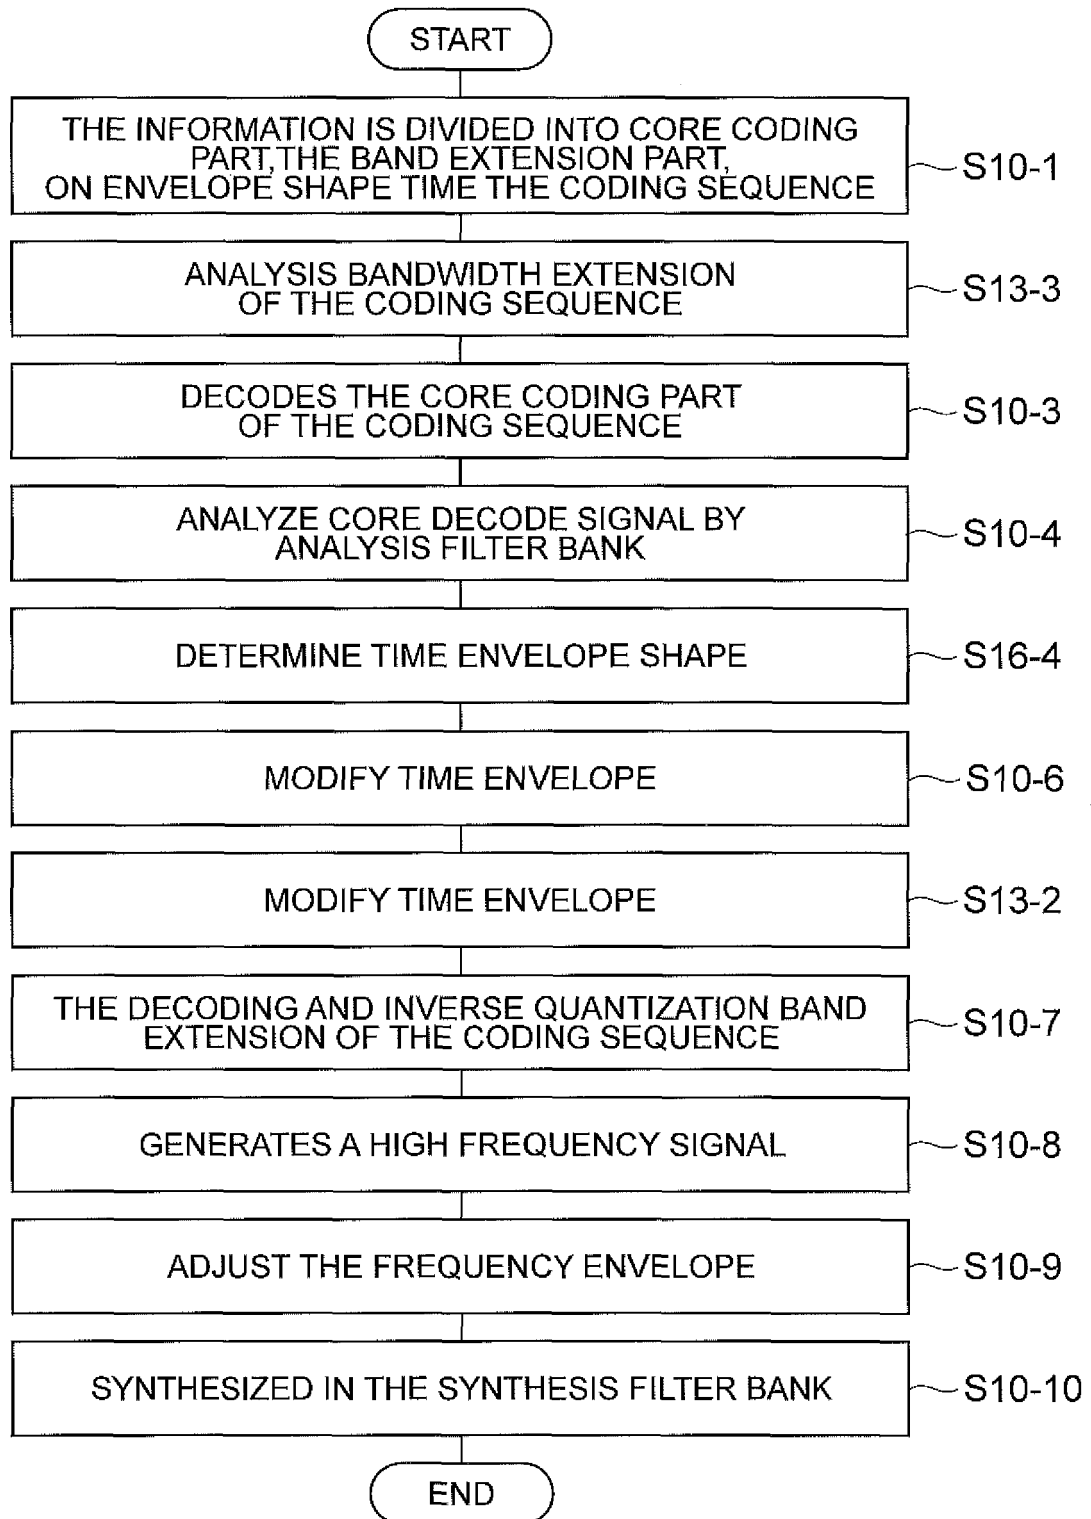 START
THE INFORMATION IS DIVIDED INTO CORE CODING
PART,THE BAND EXTENSION PART,
ON ENVELOPE SHAPE TIME THE CODING SEQUENCE
S10-1
ANALYSIS BANDWIDTH EXTENSION
OF THE CODING SEQUENCE
S13-3
DECODES THE CORE CODING PART
OF THE CODING SEQUENCE
S10-3
ANALYZE CORE DECODE SIGNAL BY
ANALYSIS FILTER BANK
S10-4
DETERMINE TIME ENVELOPE SHAPE
S16-4
MODIFY TIME ENVELOPE
S10-6
MODIFY TIME ENVELOPE
S13-2
THE DECODING AND INVERSE QUANTIZATION BAND
EXTENSION OF THE CODING SEQUENCE
S10-7
GENERATES A HIGH FREQUENCY SIGNAL
S10-8
ADJUST THE FREQUENCY ENVELOPE
S10-9
SYNTHESIZED IN THE SYNTHESIS FILTER BANK
S10-10
END